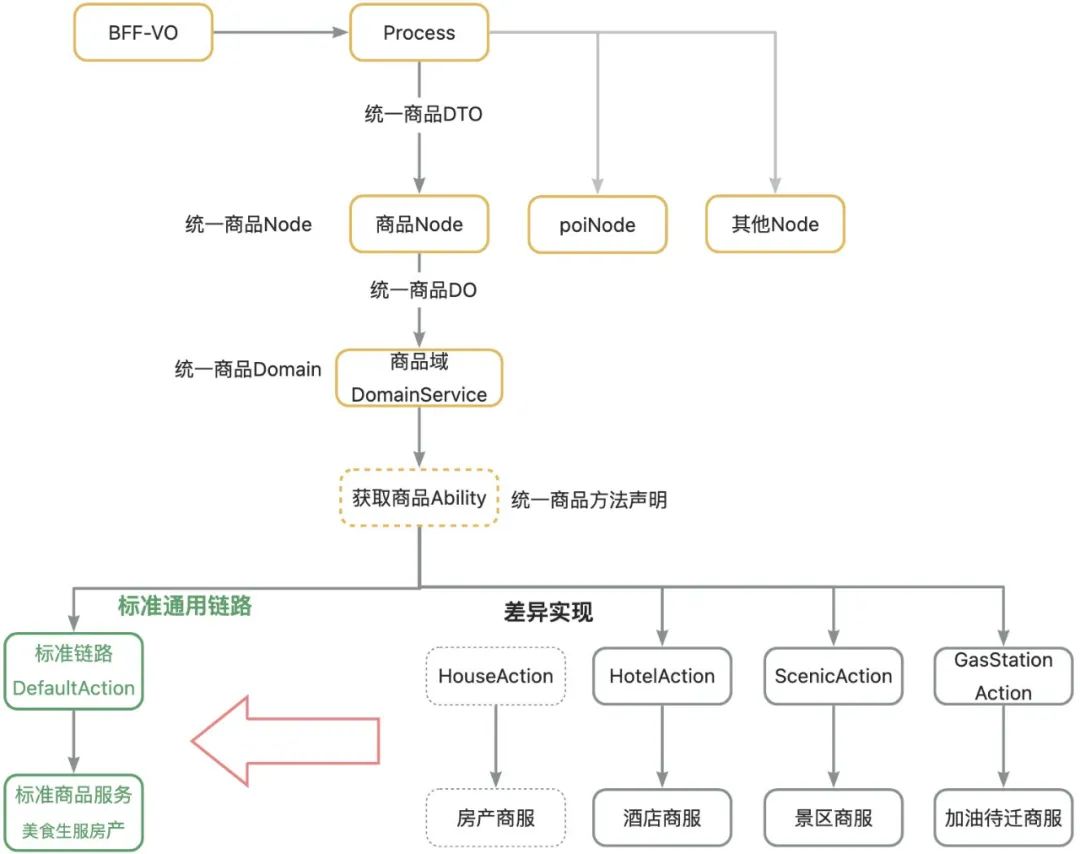 BFF-VO
Process
统一商品DTO
统一商品Node
商品Node
poiNode
其他Node
统一商品DO
统一商品Domain
商品域
DomainService
获取商品Ability
统一商品方法声明
标准通用链路
差异实现
标准链路
DefaultAction
HouseAction
HotelAction
ScenicAction
GasStation
Action
标准商品服务
美食生服房产
房产商服
酒店商服
景区商服
加油待迁商服